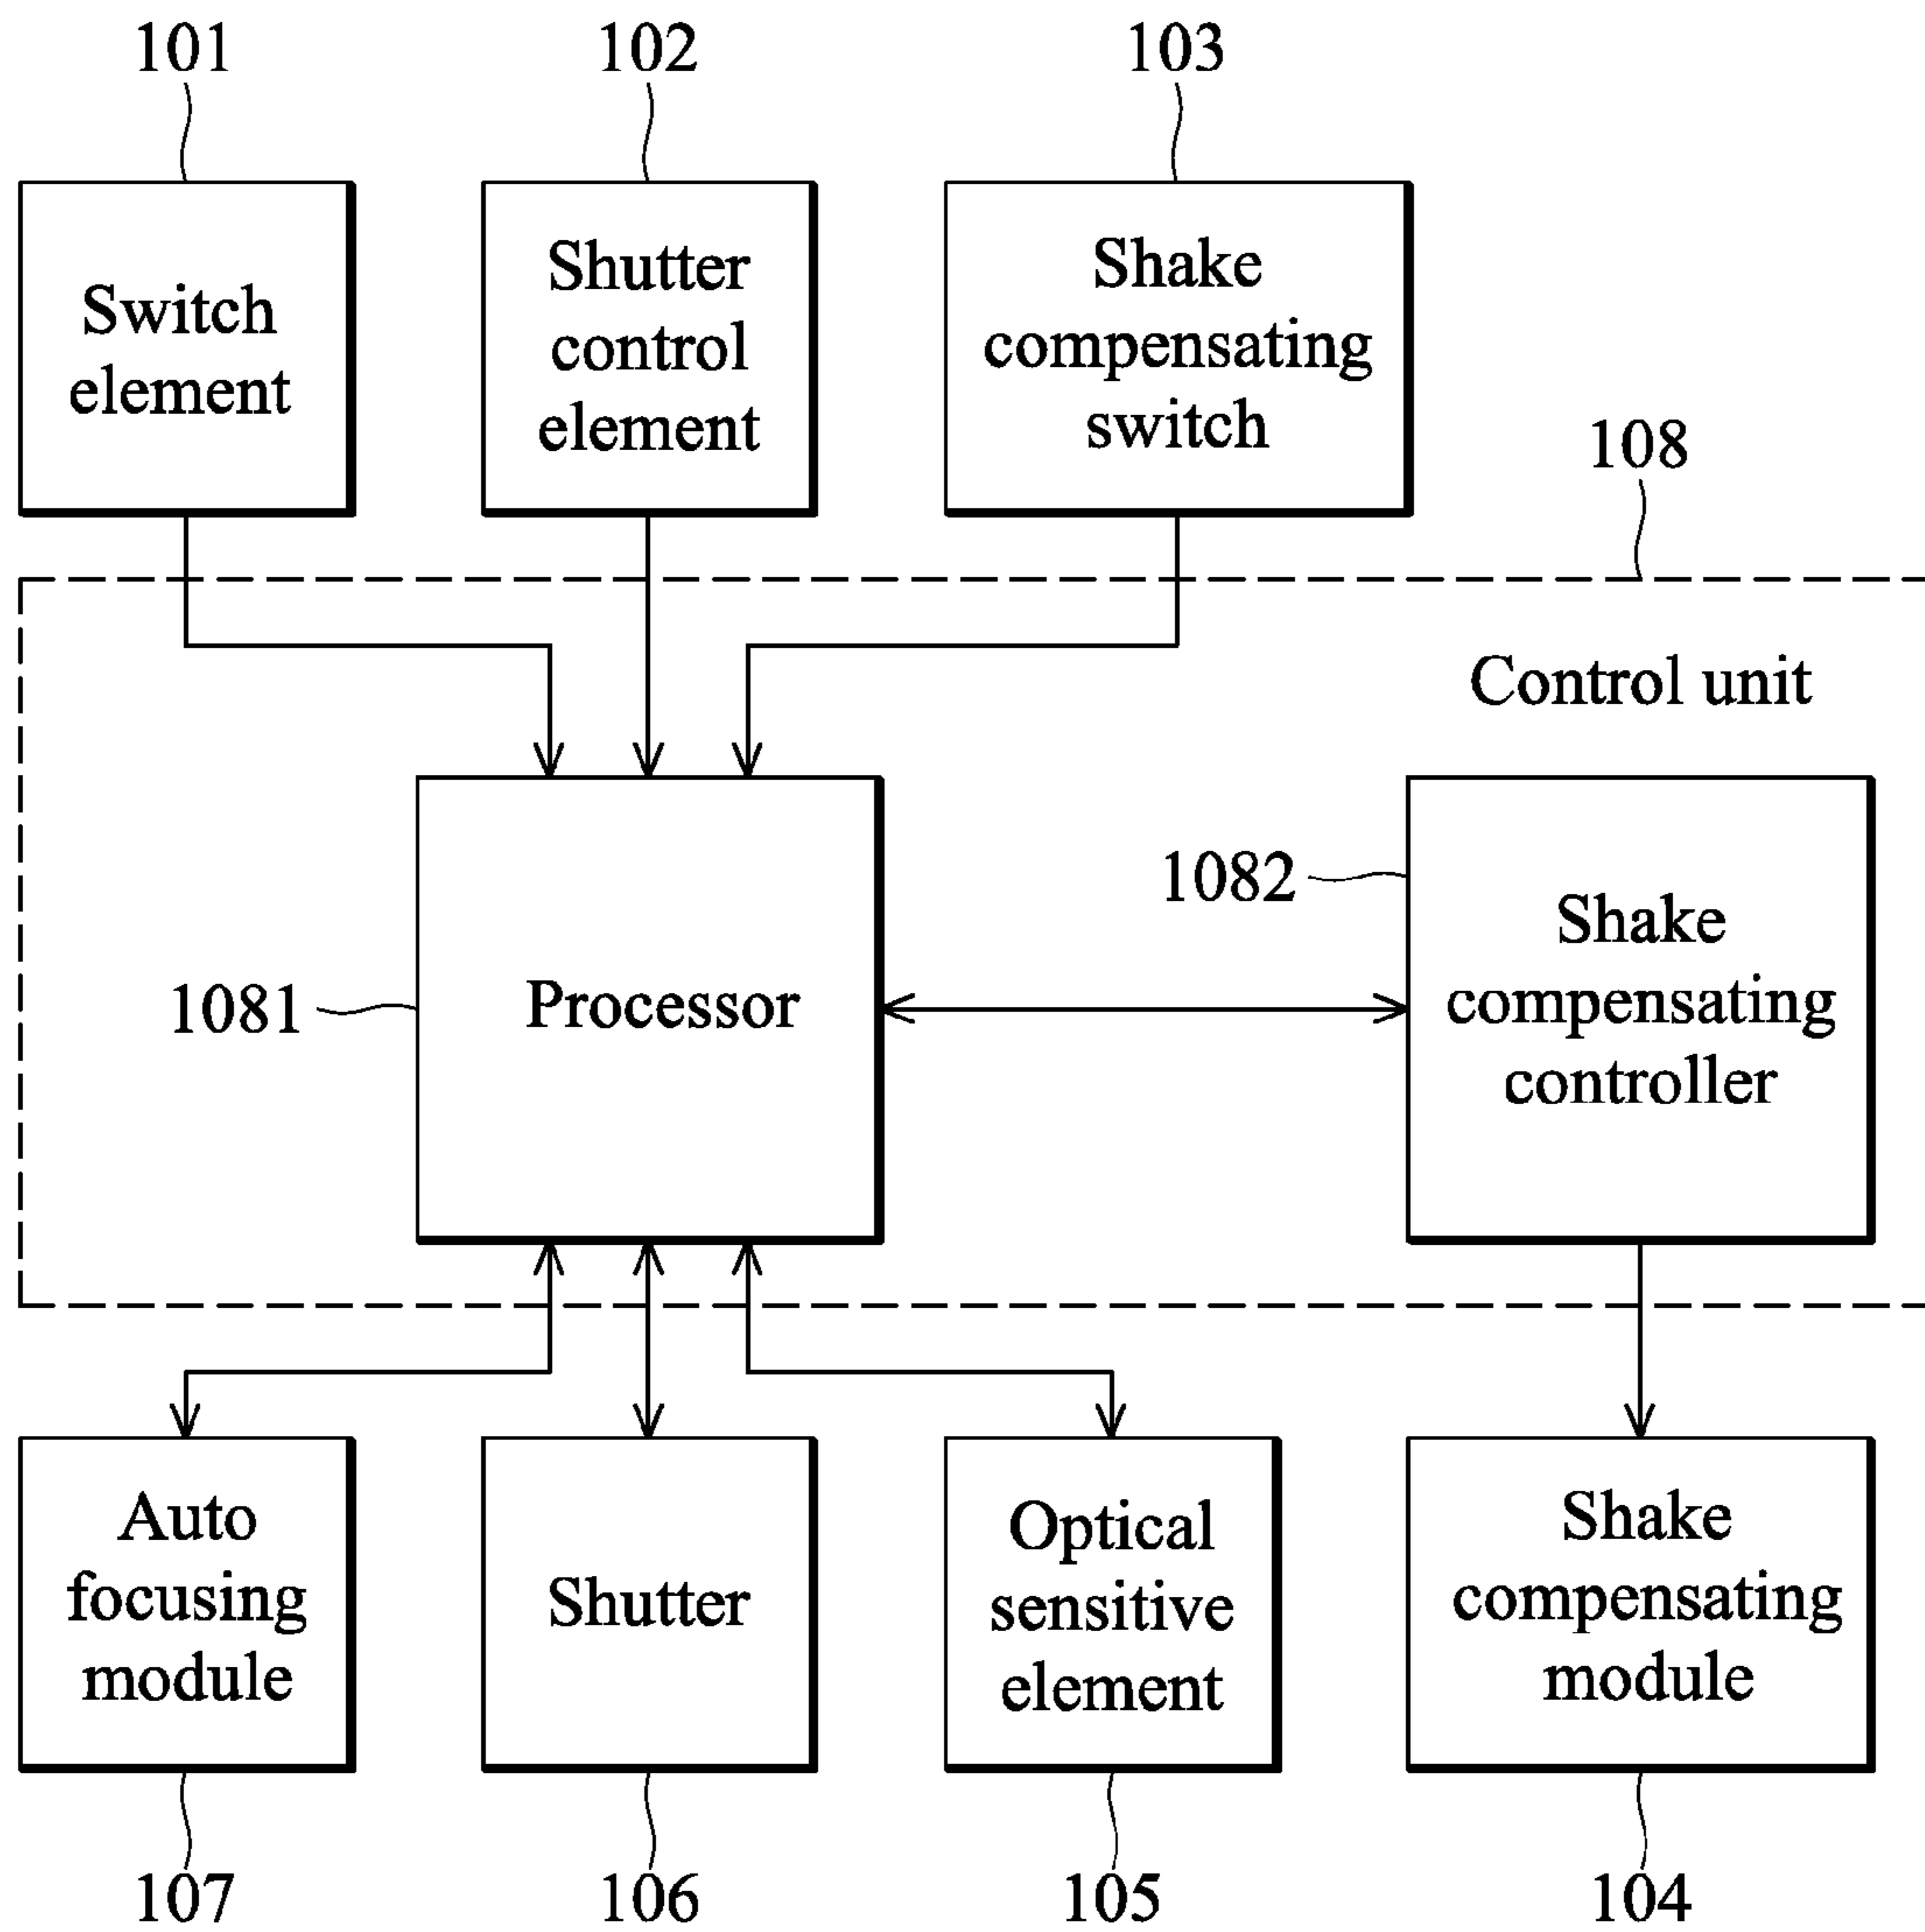 101
102
103
Switch
element
Shutter
control
element
Shake
compensating
switch
108
Control unit
1081
Processor
1082
Shake
compensating
controller
Auto
focusing
module
Shutter
Optical
sensitive
element
Shake
compensating
module
107
106
105
104